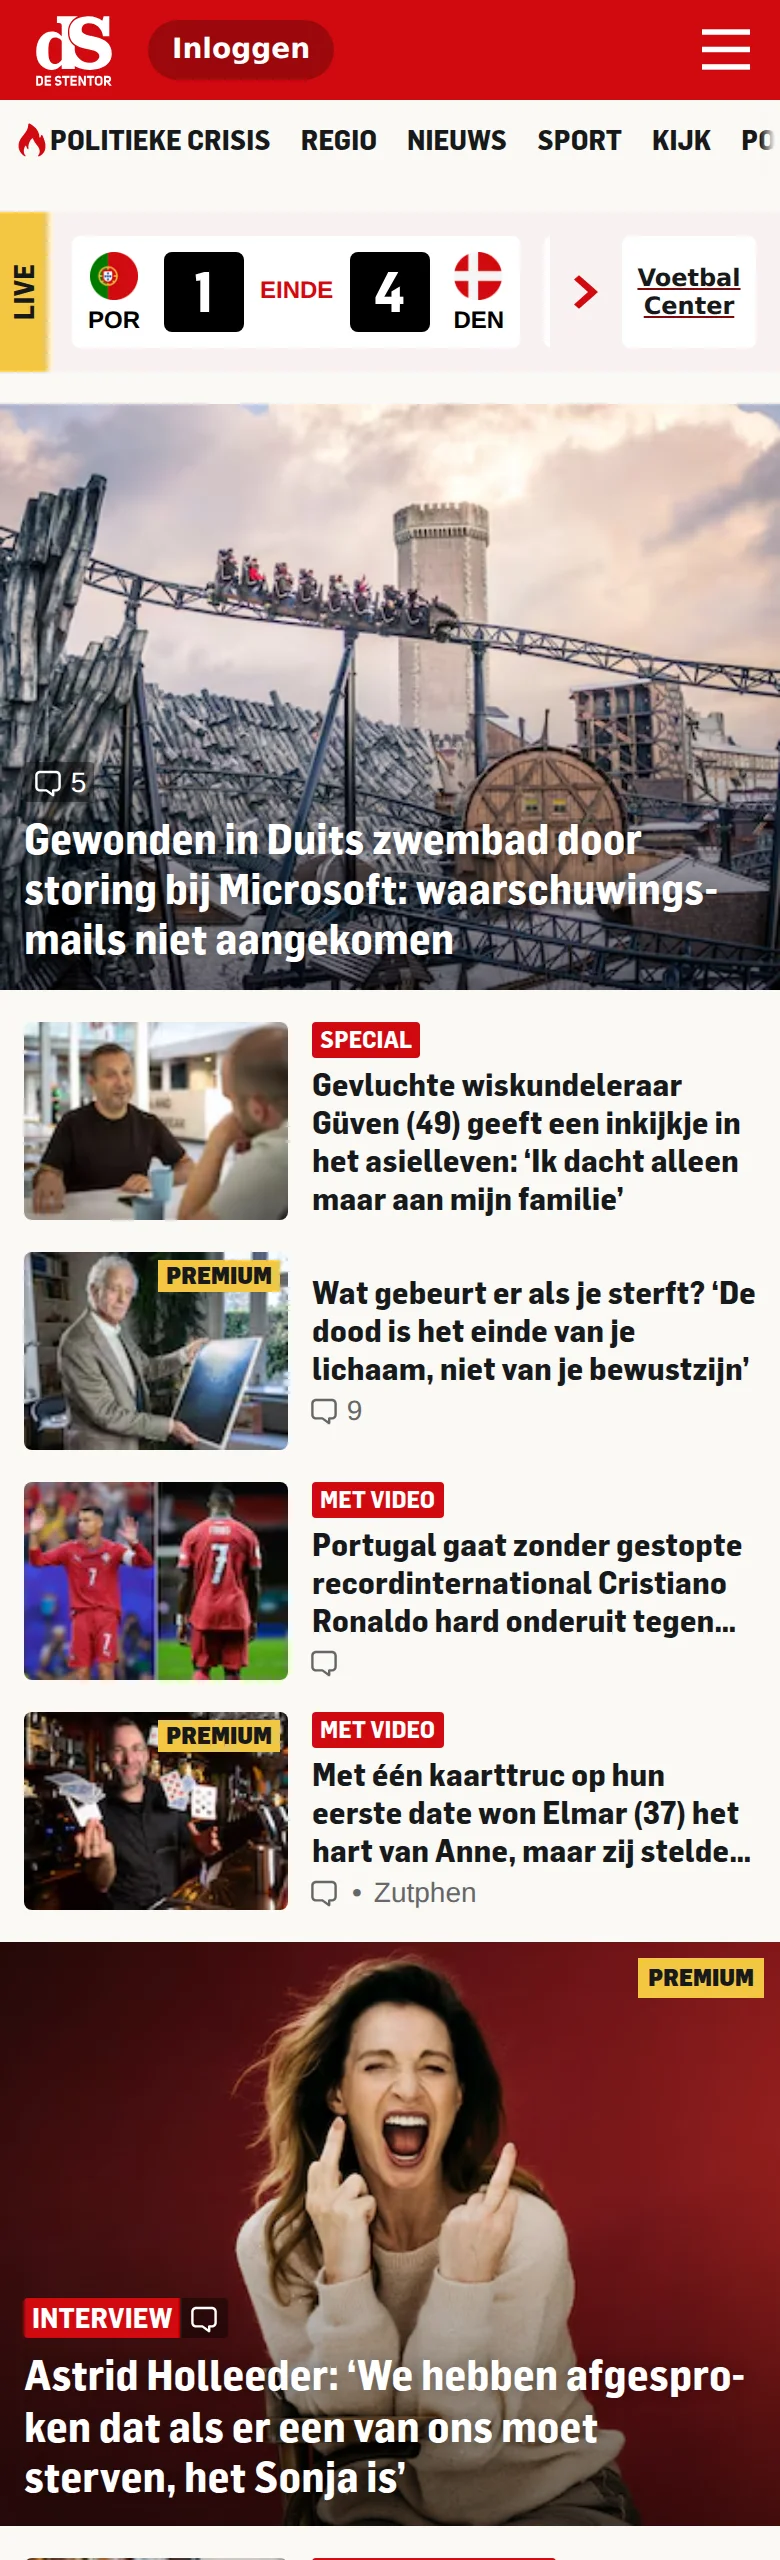 dS
DE STENTOR
Inloggen
POLITIEKE CRISIS REGIO NIEUWS SPORT KIJK PO
LIVE
POR 1 EINDE 4 DEN
Voetbal
Center
5
Gewonden in Duits zwembad door
storing bij Microsoft: waarschuwings-
mails niet aangekomen
SPECIAL
Gevluchte wiskundeleraar
Güven (49) geeft een inkijkje in
het asielleven: ‘Ik dacht alleen
maar aan mijn familie’
PREMIUM
Wat gebeurt er als je sterft? ‘De
dood is het einde van je
lichaam, niet van je bewustzijn’
9
MET VIDEO
Portugal gaat zonder gestopte
recordinternational Cristiano
Ronaldo hard onderuit tegen...
7
7
7
PREMIUM
MET VIDEO
Met één kaarttruc op hun
eerste date won Elmar (37) het
hart van Anne, maar zij stelde...
• Zutphen
PREMIUM
INTERVIEW
Astrid Holleeder: ‘We hebben afgespro-
ken dat als er een van ons moet
sterven, het Sonja is’